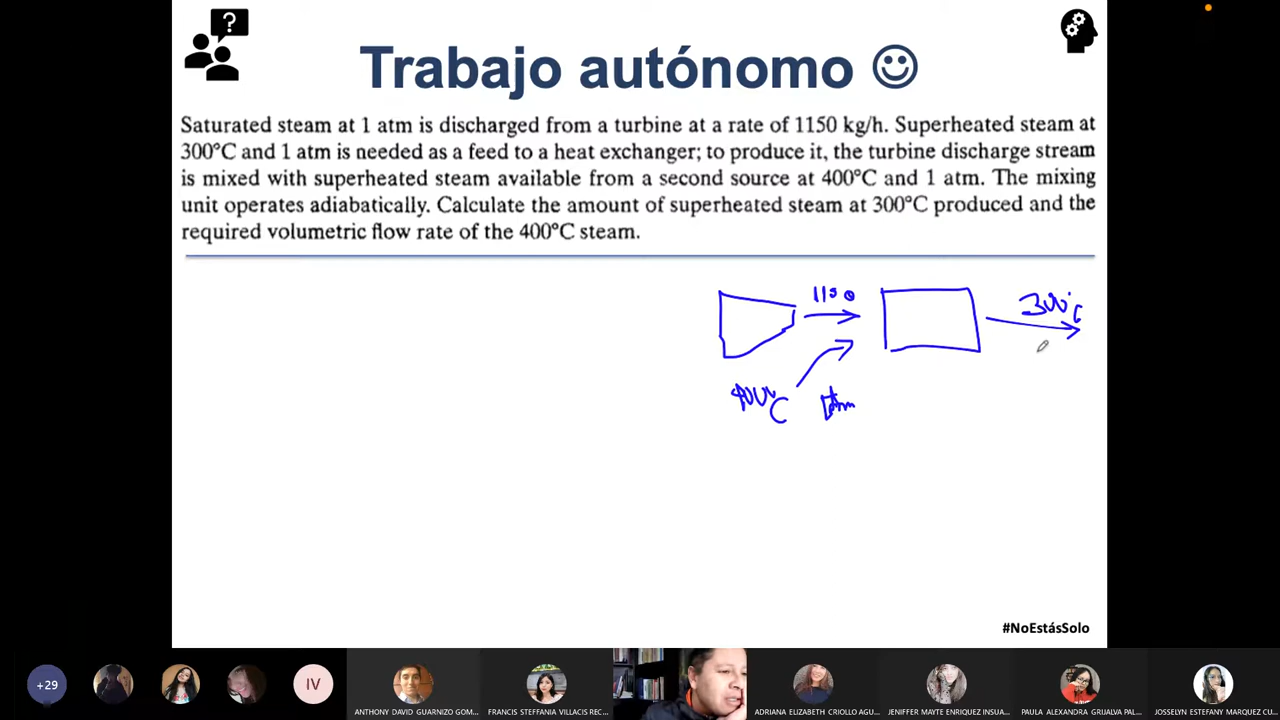 Trabajo autónomo
Saturated steam at 1 atm is discharged from a turbine at a rate of 1150 kg/h. Superheated steam at
300°C and 1 atm is needed as a feed to a heat exchanger; to produce it, the turbine discharge stream
is mixed with superheated steam available from a second source at 400°C and 1 atm. The mixing
unit operates adiabatically. Calculate the amount of superheated steam at 300°C produced and the
required volumetric flow rate of the 400°C steam.
1150
300°C
400°C
1atm
#NoEstásSolo
+29
IV
ANTHONY DAVID GUARNIZO GOM...
FRANCIS STEFFANIA VILLACIS REC...
ADRIANA ELIZABETH CRIOLLO AGU...
JENIFFER MAYTE ENRIQUEZ INSUA...
PAULA ALEXANDRA GRIJALVA PAL...
JOSSELYN ESTEFANY MARQUEZ CU...